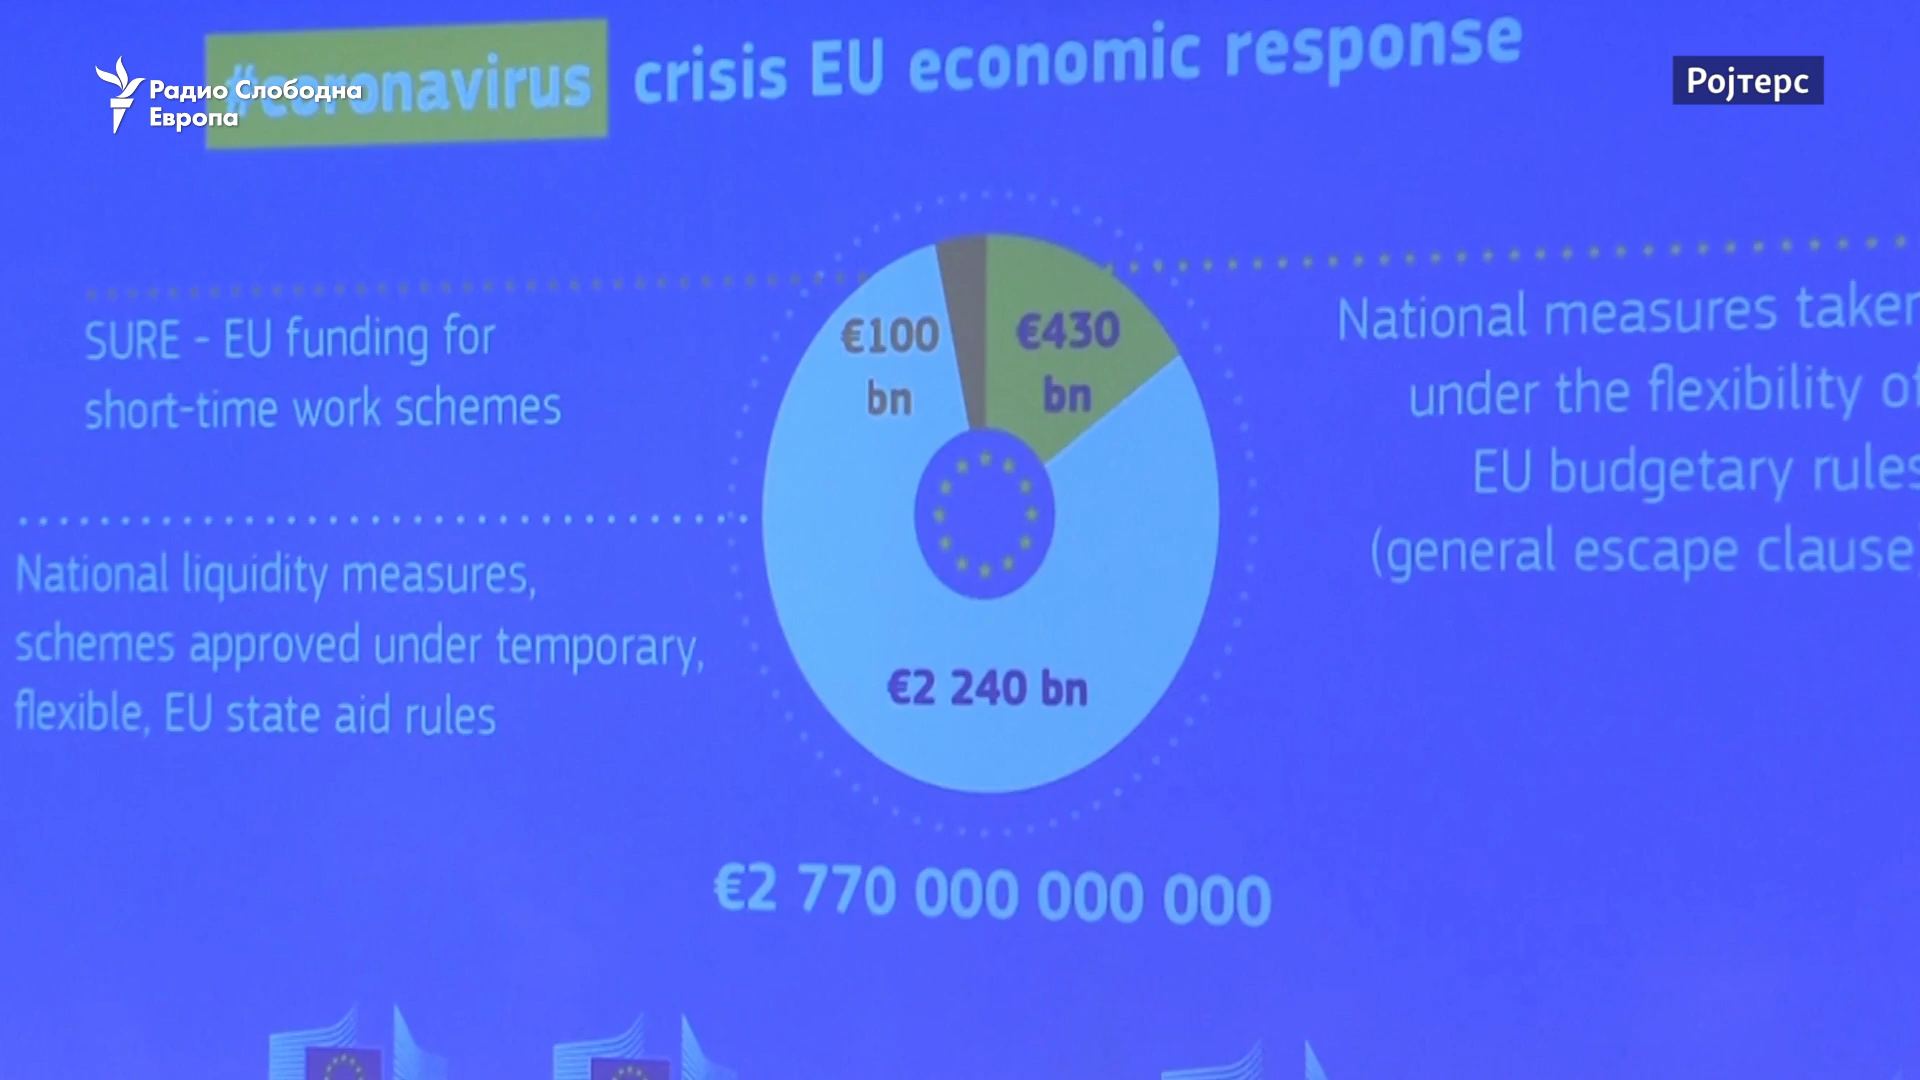 #coronavirus crisis EU economic response
Радио Слободна
Европа
Ројтерс
SURE - EU funding for
short-time work schemes
€100
bn
€430
bn
National measures taken
under the flexibility of
EU budgetary rules
(general escape clause)
National liquidity measures,
schemes approved under temporary,
flexible, EU state aid rules
€2 240 bn
€2 770 000 000 000